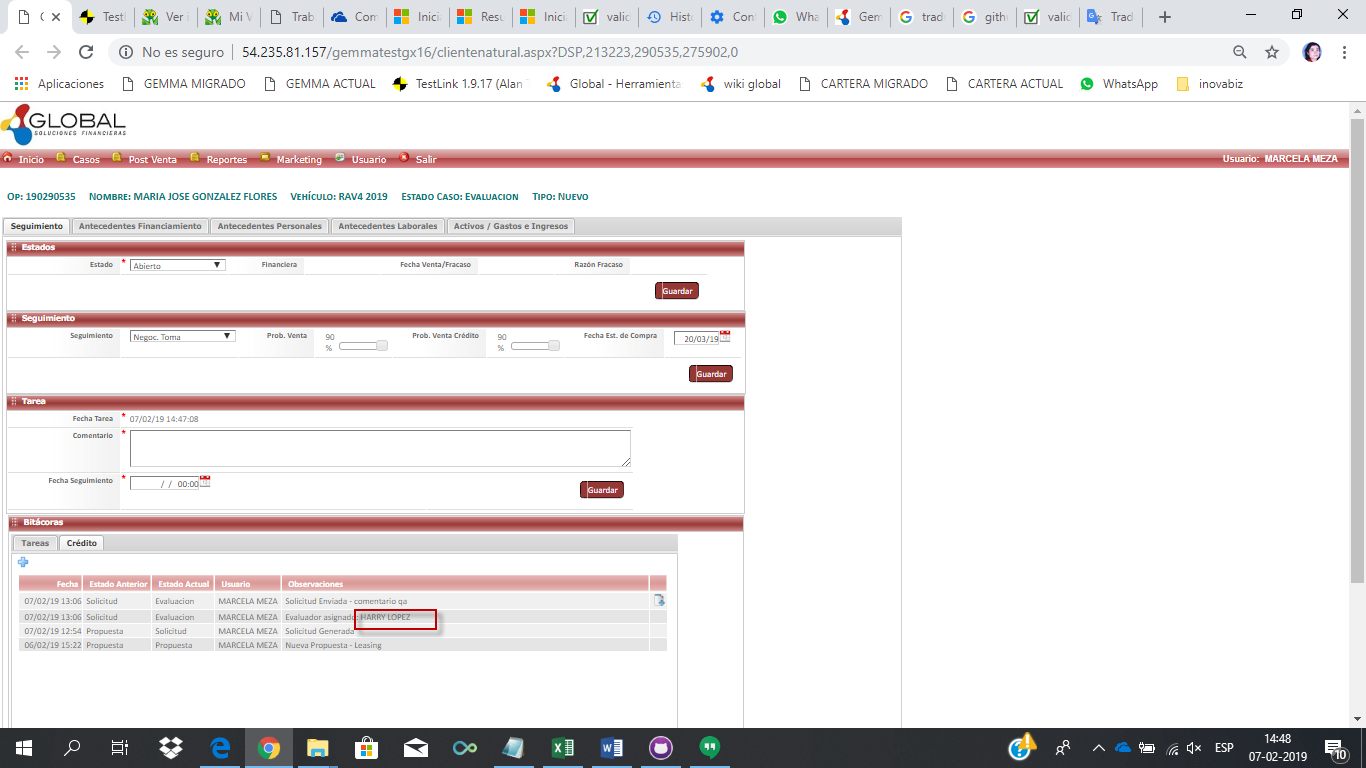 C Test Ver i Mi V Trab Com Inici Resu Inici valic Histo Conf Wha Gem tradu gith valic Trad
No es seguro | 54.235.81.157/gemmatestgx16/clientenatural.aspx?DSP,213223,290535,275902,0
Aplicaciones GEMMA MIGRADO GEMMA ACTUAL TestLink 1.9.17 (Alan Global - Herramienta wiki global CARTERA MIGRADO CARTERA ACTUAL WhatsApp inovabiz
GLOBAL
SOLUCIONES FINANCIERAS
Inicio Casos Post Venta Reportes Marketing Usuario Salir Usuario: MARCELA MEZA
OP: 190290535 NOMBRE: MARIA JOSE GONZALEZ FLORES VEHÍCULO: RAV4 2019 ESTADO CASO: EVALUACION TIPO: NUEVO
Seguimiento Antecedentes Financiamiento Antecedentes Personales Antecedentes Laborales Activos / Gastos e Ingresos
Estados
Estado * Abierto Financiera Fecha Venta/Fracaso Razón Fracaso
Guardar
Seguimiento
Seguimiento Negoc. Toma Prob. Venta 90 % Prob. Venta Crédito 90 % Fecha Est. de Compra 20/03/19
Guardar
Tarea
Fecha Tarea * 07/02/19 14:47:08
Comentario *
Fecha Seguimiento * / / 00:00
Guardar
Bitácoras
Tareas Crédito
Fecha Estado Anterior Estado Actual Usuario Observaciones
07/02/19 13:06 Solicitud Evaluacion MARCELA MEZA Solicitud Enviada - comentario qa
07/02/19 13:06 Solicitud Evaluacion MARCELA MEZA Evaluador asignado: HARRY LOPEZ
07/02/19 12:54 Propuesta Solicitud MARCELA MEZA Solicitud Generada
06/02/19 15:22 Propuesta Propuesta MARCELA MEZA Nueva Propuesta - Leasing
ESP 14:48
07-02-2019
10